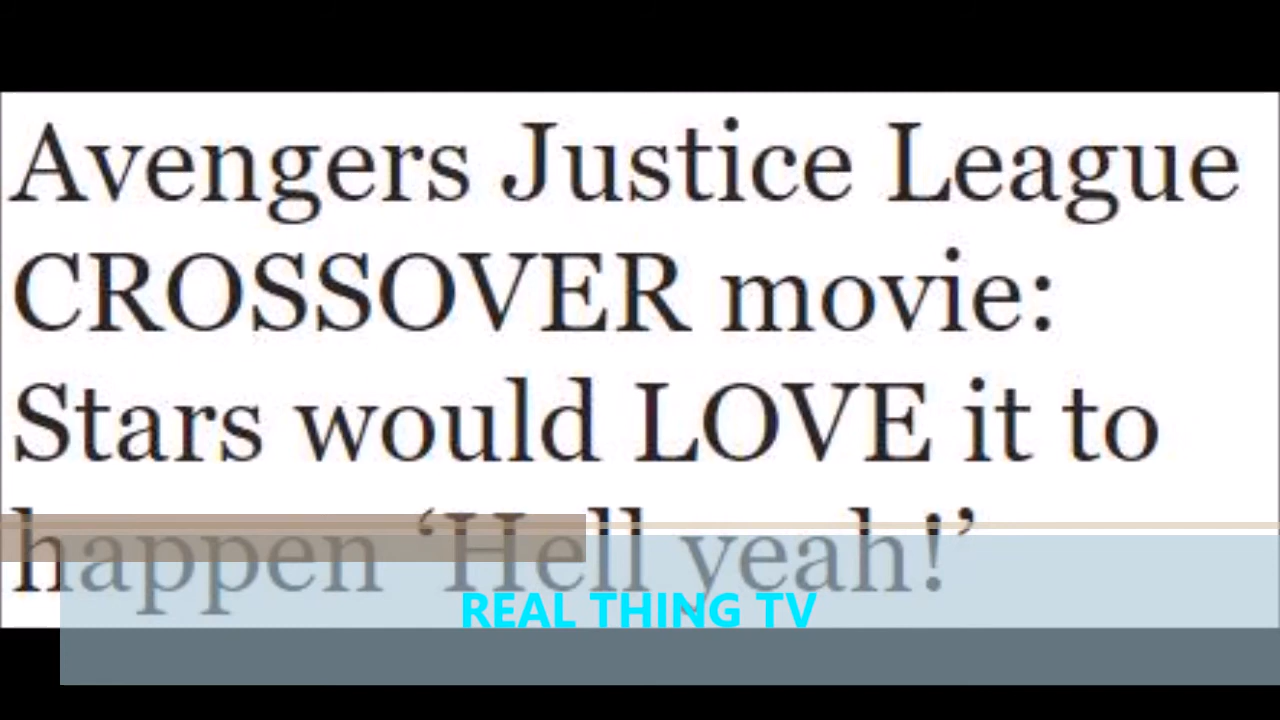 Avengers Justice League
CROSSOVER movie:
Stars would LOVE it to
happen ‘Hell yeah!’
REAL THING TV